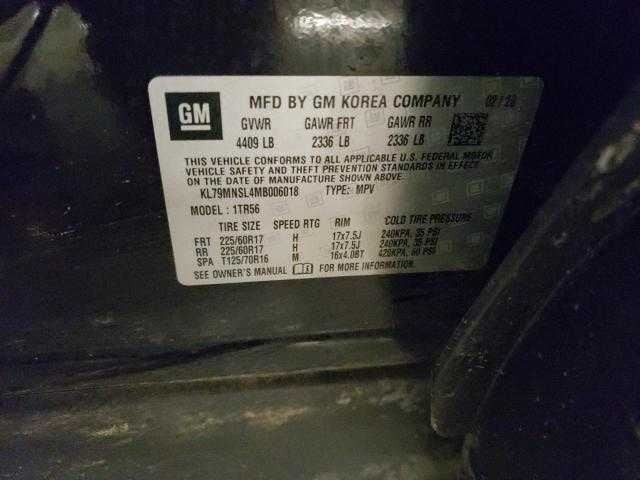 GM MFD BY GM KOREA COMPANY 02 / 20
GVWR GAWR FRT GAWR RR
4409 LB 2336 LB 2336 LB
THIS VEHICLE CONFORMS TO ALL APPLICABLE U.S. FEDERAL MOTOR
VEHICLE SAFETY AND THEFT PREVENTION STANDARDS IN EFFECT
ON THE DATE OF MANUFACTURE SHOWN ABOVE.
KL79MNSL4MB006018 TYPE: MPV
MODEL : 1TR56
TIRE SIZE SPEED RTG RIM COLD TIRE PRESSURE
FRT 225/60R17 H 17x7.5J 240KPA, 35 PSI
RR 225/60R17 H 17x7.5J 240KPA, 35 PSI
SPA T125/70R16 M 16x4.0BT 420KPA, 60 PSI
SEE OWNER'S MANUAL FOR MORE INFORMATION.